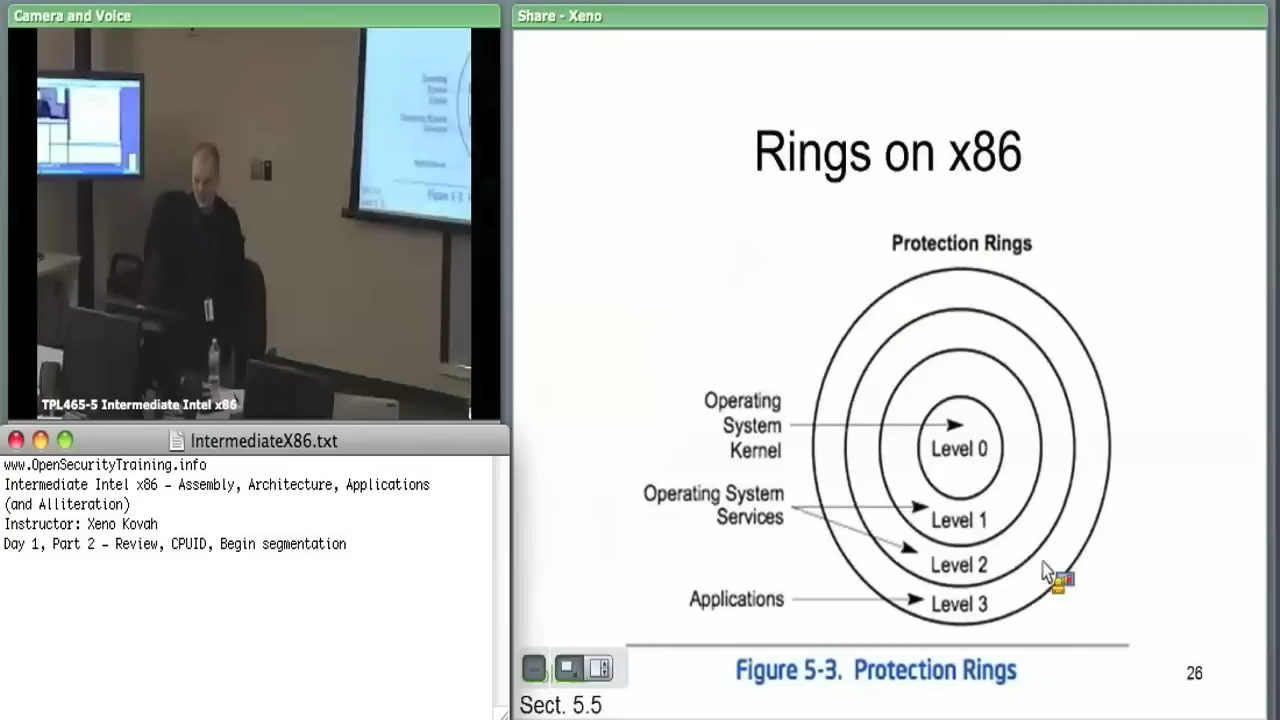 Camera and Voice
TPL465-5 Intermediate Intel x86
IntermediateX86.txt
www.OpenSecurityTraining.info
Intermediate Intel x86 – Assembly, Architecture, Applications
(and Alliteration)
Instructor: Xeno Kovah
Day 1, Part 2 – Review, CPUID, Begin segmentation
Share - Xeno
Rings on x86
Protection Rings
Operating
System
Kernel
Level 0
Operating System
Services
Level 1
Level 2
Applications
Level 3
Figure 5-3. Protection Rings
26
Sect. 5.5